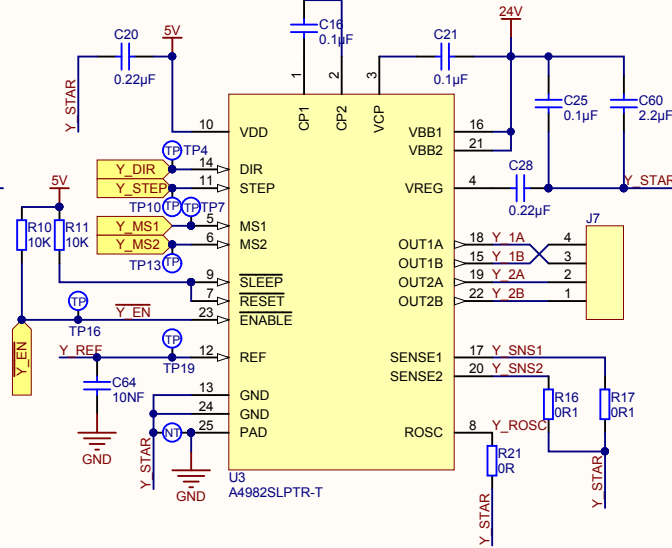 C20
5V
0.22µF
Y_STAR
C16
0.1µF
C21
0.1µF
24V
C25
0.1µF
C60
2.2µF
1
2
3
CP1
CP2
VCP
10
VDD
VBB1
16
VBB2
21
TP
TP4
Y_DIR
14
DIR
Y_STEP
11
STEP
VREG
4
C28
0.22µF
Y_STAR
5V
TP10
TP
TP
TP7
R10
10K
R11
10K
Y_MS1
5
MS1
Y_MS2
6
MS2
TP13
TP
OUT1A
18
Y_1A
OUT1B
15
Y_1B
OUT2A
19
Y_2A
OUT2B
22
Y_2B
J7
4
3
2
1
9
SLEEP
7
RESET
TP
TP16
Y_EN
23
ENABLE
Y_EN
TP
TP19
Y_REF
12
REF
SENSE1
17
Y_SNS1
SENSE2
20
Y_SNS2
C64
10NF
GND
13
GND
24
GND
25
PAD
NT
Y_STAR
GND
R16
0R1
R17
0R1
ROSC
8
Y_ROSC
R21
0R
Y_STAR
Y_STAR
U3
A4982SLPTR-T